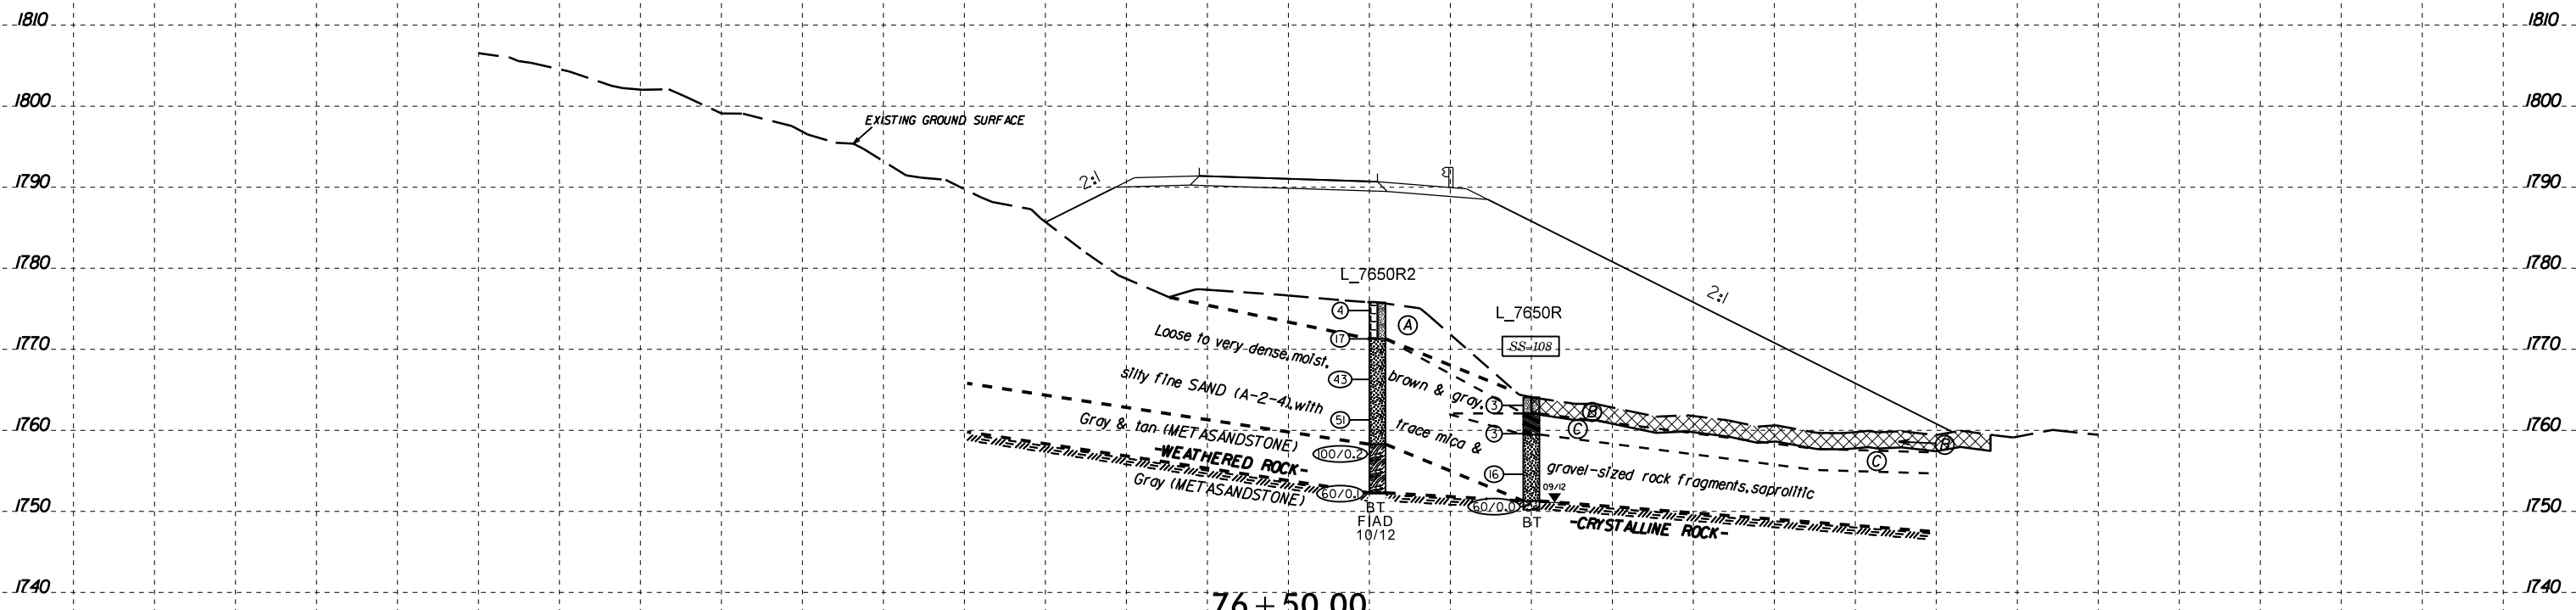 1810 1810
EXISTING GROUND SURFACE
1800 1800
1790 1790
2:1
1780 1780
L_7650R2
2:1
L_7650R
4
A
17
SS-108
1770 1770
Loose to very dense, moist,
brown & gray,
43
silty fine SAND (A-2-4), with
trace mica &
3
B
51
C
3
1760 1760
B
C
Gray & tan (METASANDSTONE)
100/0.2
-WEATHERED ROCK-
16
gravel-sized rock fragments, saprolitic
Gray (METASANDSTONE)
60/0.1
09/12
60/0.0
1750 1750
BT
FIAD
10/12
BT
-CRYSTALLINE ROCK-
1740 1740
76+50.00